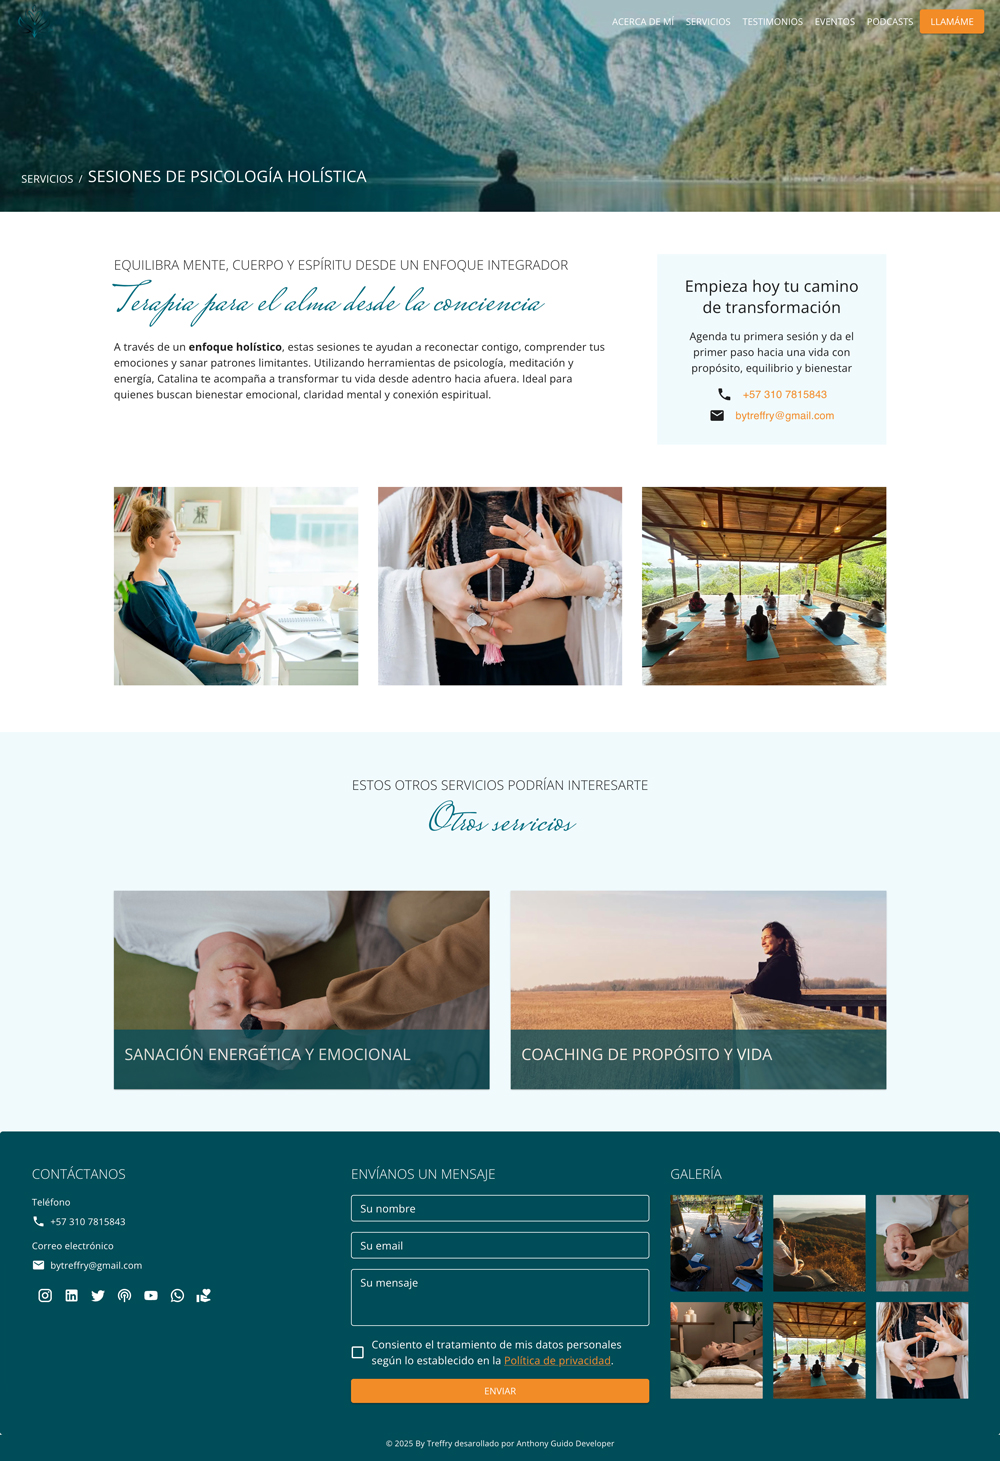 ACERCA DE MÍ SERVICIOS TESTIMONIOS EVENTOS PODCASTS LLAMÁME
SERVICIOS / SESIONES DE PSICOLOGÍA HOLÍSTICA
EQUILIBRA MENTE, CUERPO Y ESPÍRITU DESDE UN ENFOQUE INTEGRADOR
Terapia para el alma desde la conciencia
A través de un enfoque holístico, estas sesiones te ayudan a reconectar contigo, comprender tus
emociones y sanar patrones limitantes. Utilizando herramientas de psicología, meditación y
energía, Catalina te acompaña a transformar tu vida desde adentro hacia afuera. Ideal para
quienes buscan bienestar emocional, claridad mental y conexión espiritual.
Empieza hoy tu camino
de transformación
Agenda tu primera sesión y da el
primer paso hacia una vida con
propósito, equilibrio y bienestar
+57 310 7815843
bytreffry@gmail.com
ESTOS OTROS SERVICIOS PODRÍAN INTERESARTE
Otros servicios
SANACIÓN ENERGÉTICA Y EMOCIONAL
COACHING DE PROPÓSITO Y VIDA
CONTÁCTANOS
Teléfono
+57 310 7815843
Correo electrónico
bytreffry@gmail.com
ENVÍANOS UN MENSAJE
Su nombre
Su email
Su mensaje
Consiento el tratamiento de mis datos personales
según lo establecido en la Política de privacidad.
ENVIAR
GALERÍA
© 2025 By Treffry desarollado por Anthony Guido Developer